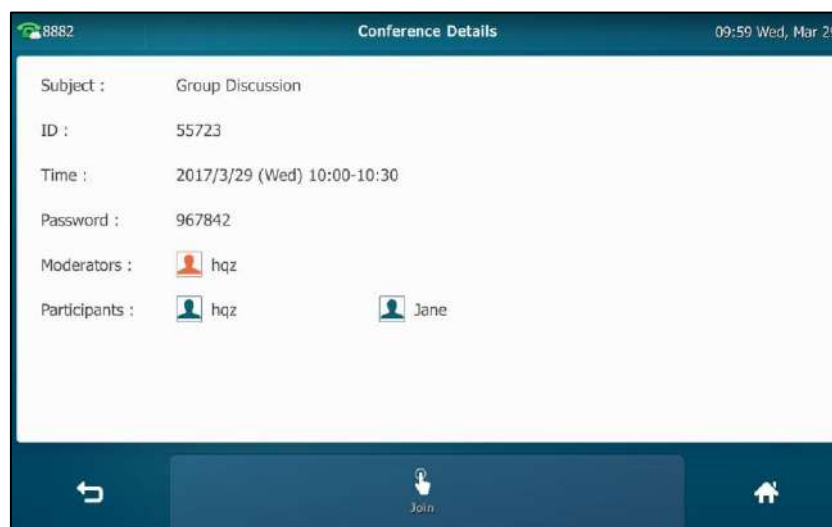 8882 Conference Details 09:59 Wed, Mar 29
Subject : Group Discussion
ID : 55723
Time : 2017/3/29 (Wed) 10:00-10:30
Password : 967842
Moderators : hqz
Participants : hqz Jane
Join